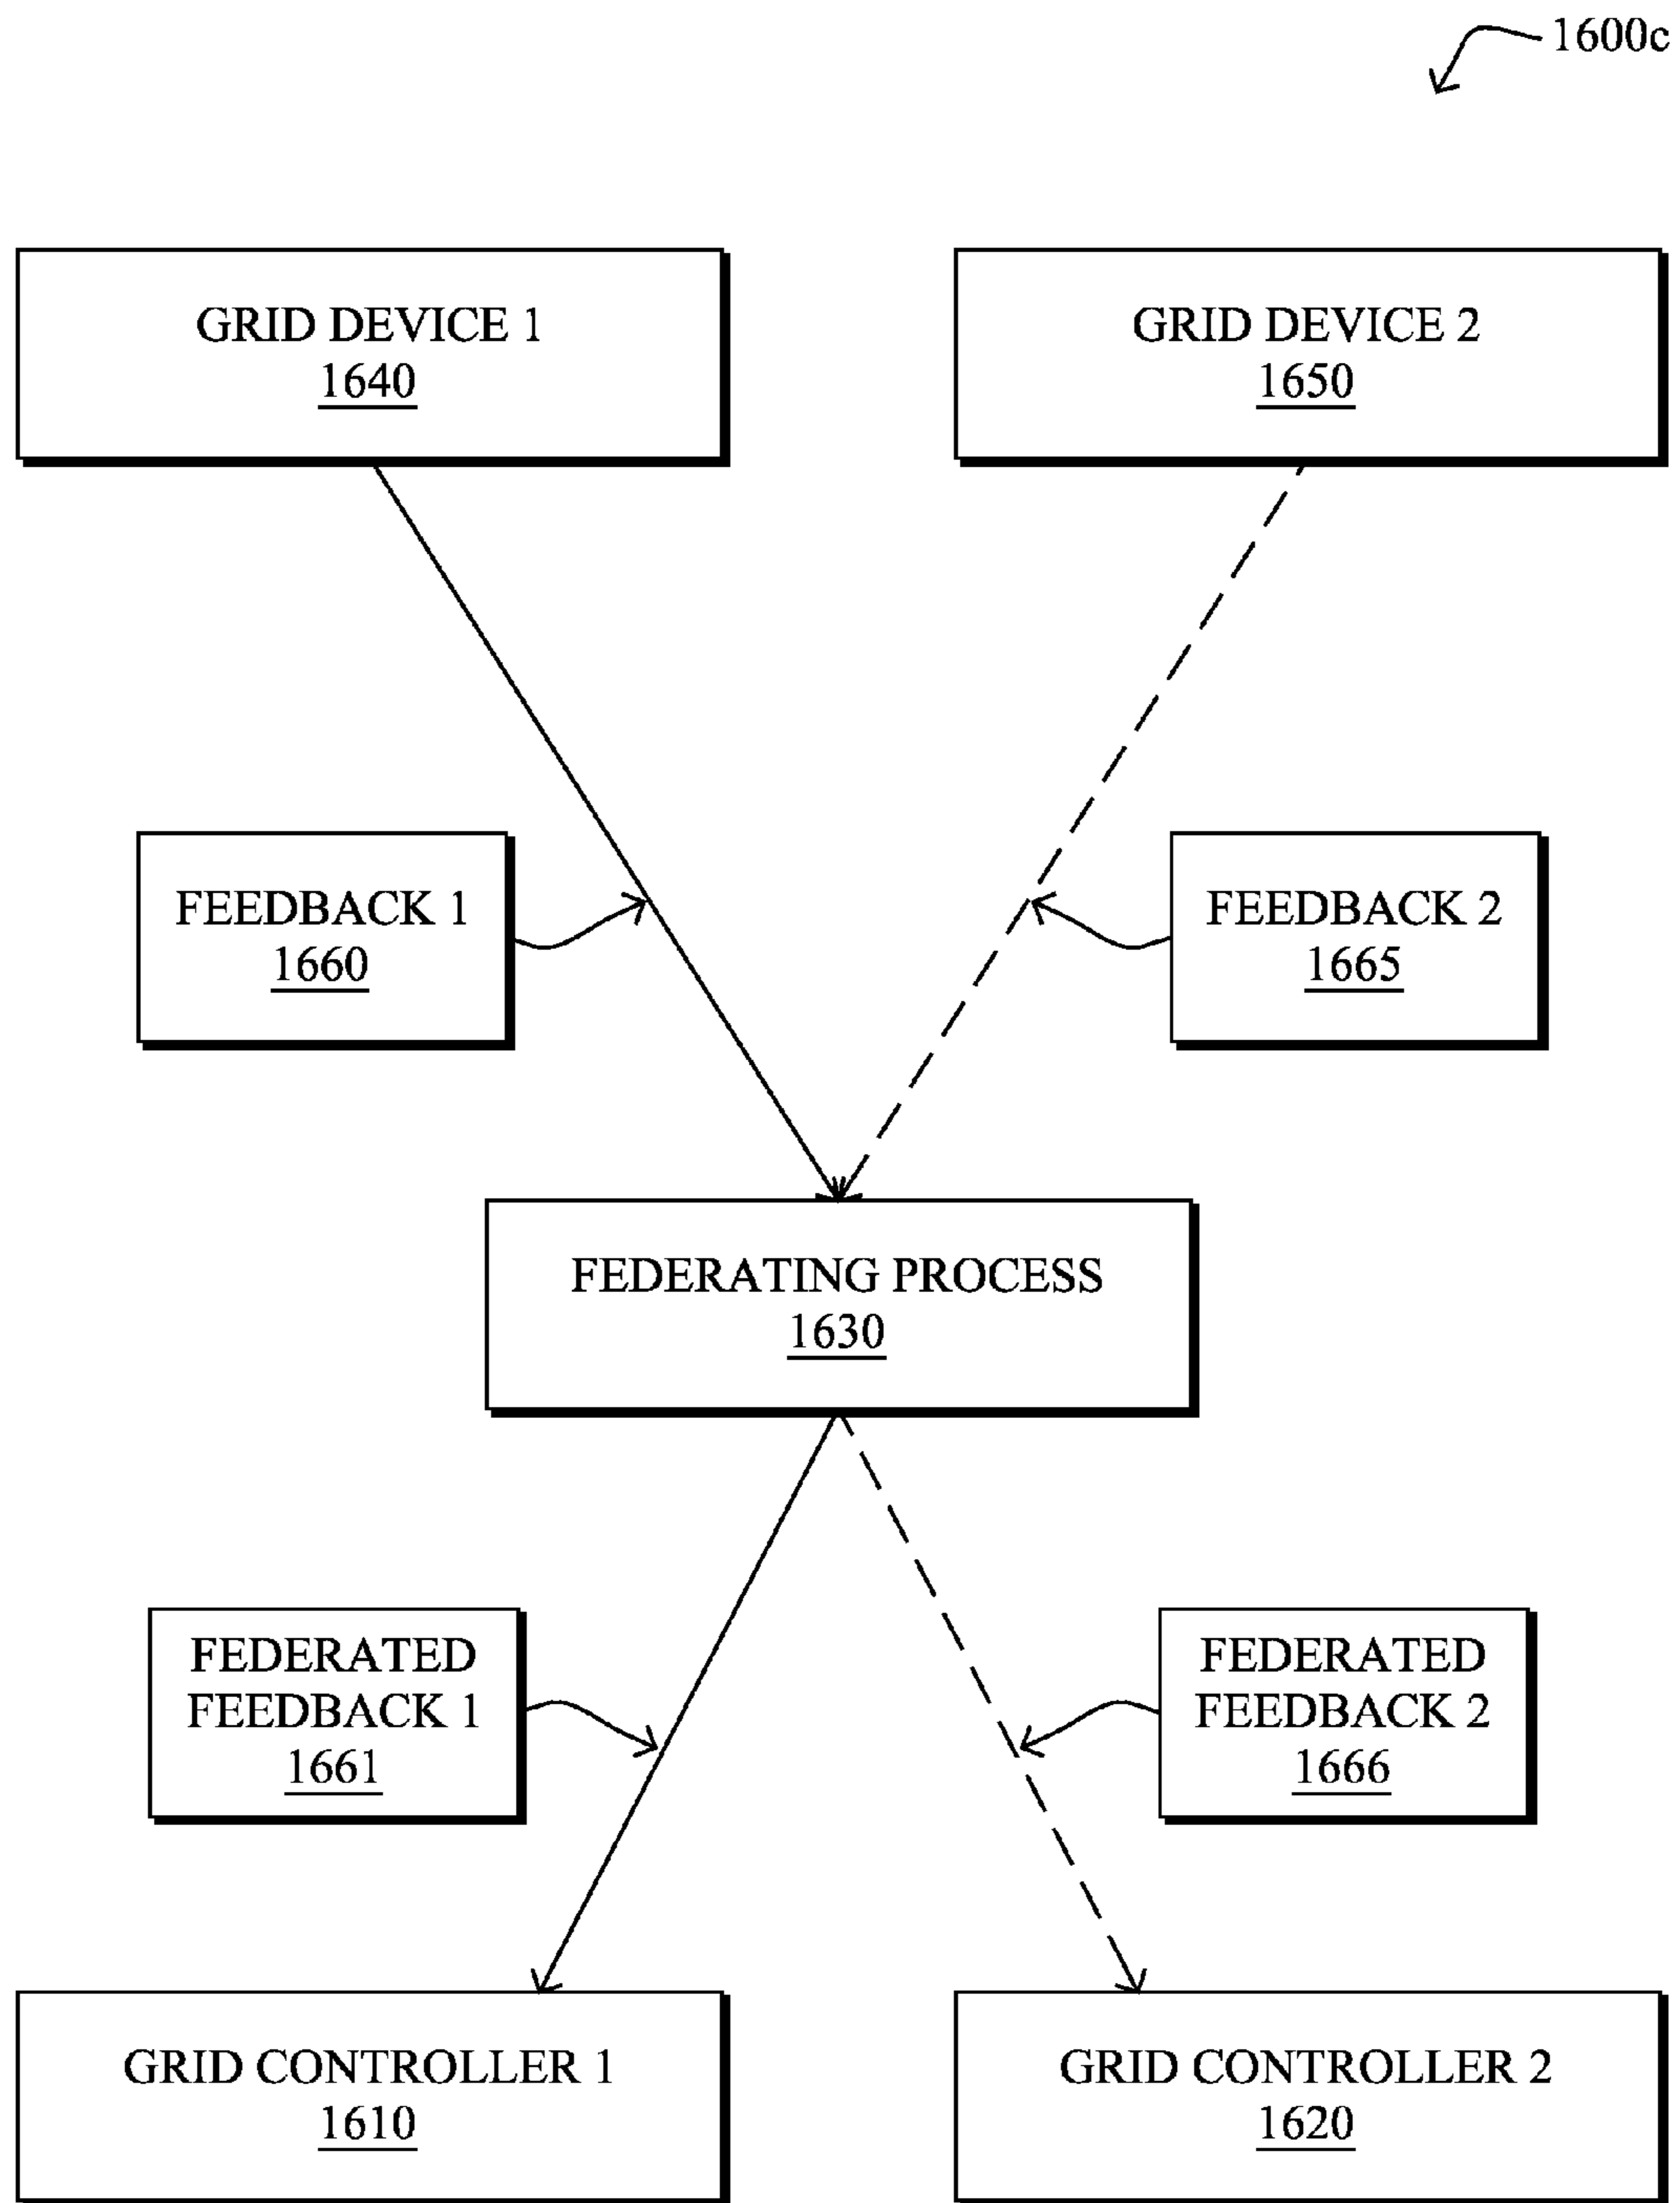 1600c
GRID DEVICE 1
1640
GRID DEVICE 2
1650
FEEDBACK 1
1660
FEEDBACK 2
1665
FEDERATING PROCESS
1630
FEDERATED
FEEDBACK 1
1661
FEDERATED
FEEDBACK 2
1666
GRID CONTROLLER 1
1610
GRID CONTROLLER 2
1620